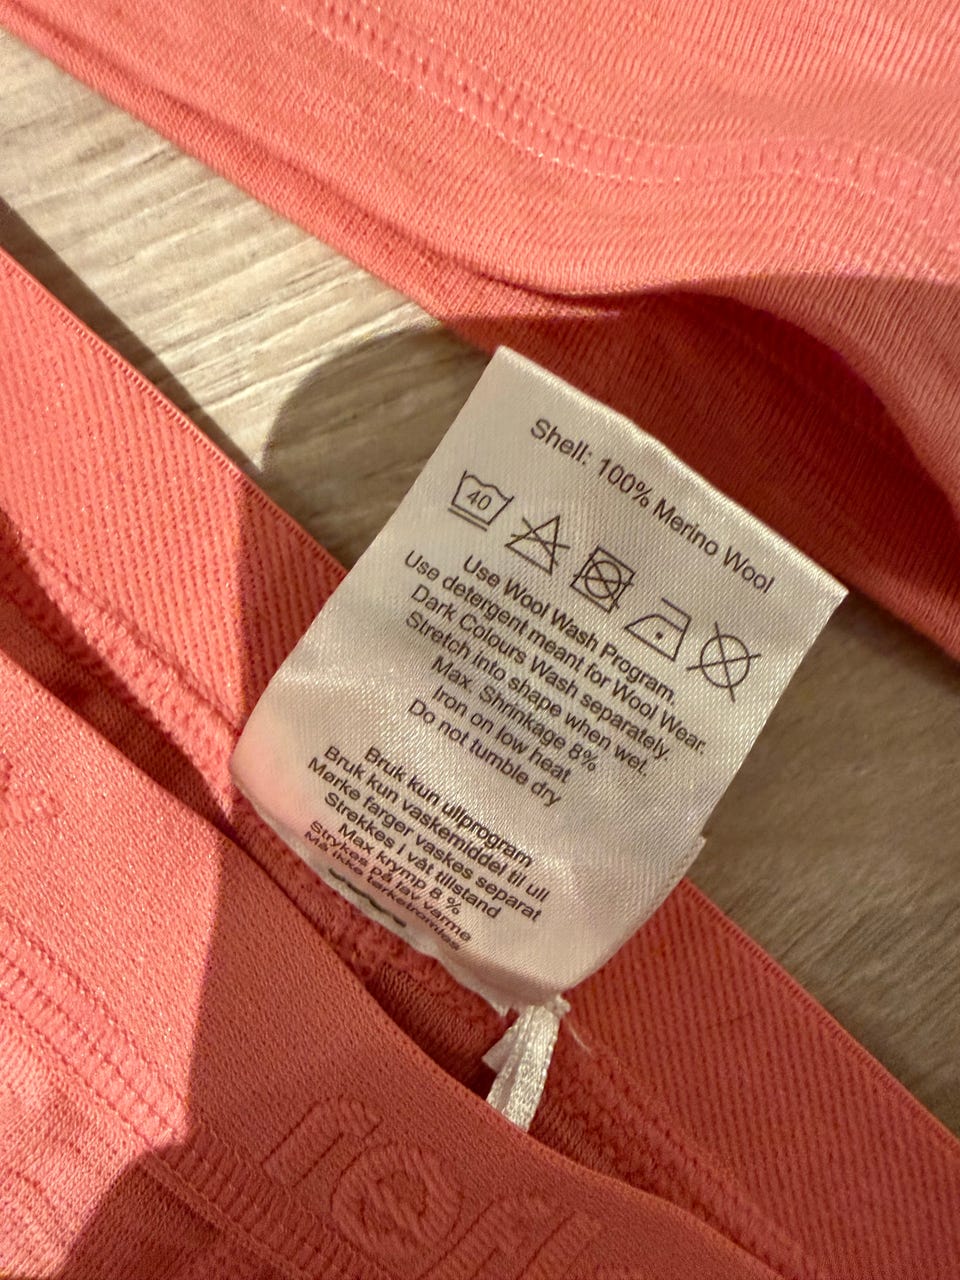 Shell: 100% Merino Wool
40
Use Wool Wash Program.
Use detergent meant for Wool Wear.
Dark Colours Wash separately.
Stretch into shape when wet.
Max. Shrinkage 8%
Iron on low heat
Do not tumble dry
Bruk kun ullprogram
Bruk kun vaskemiddel til ull
Mørke farger vaskes separat
Strekkes i våt tilstand
Max krymp 8 %
Strykes på lav varme
Må ikke tørketromles